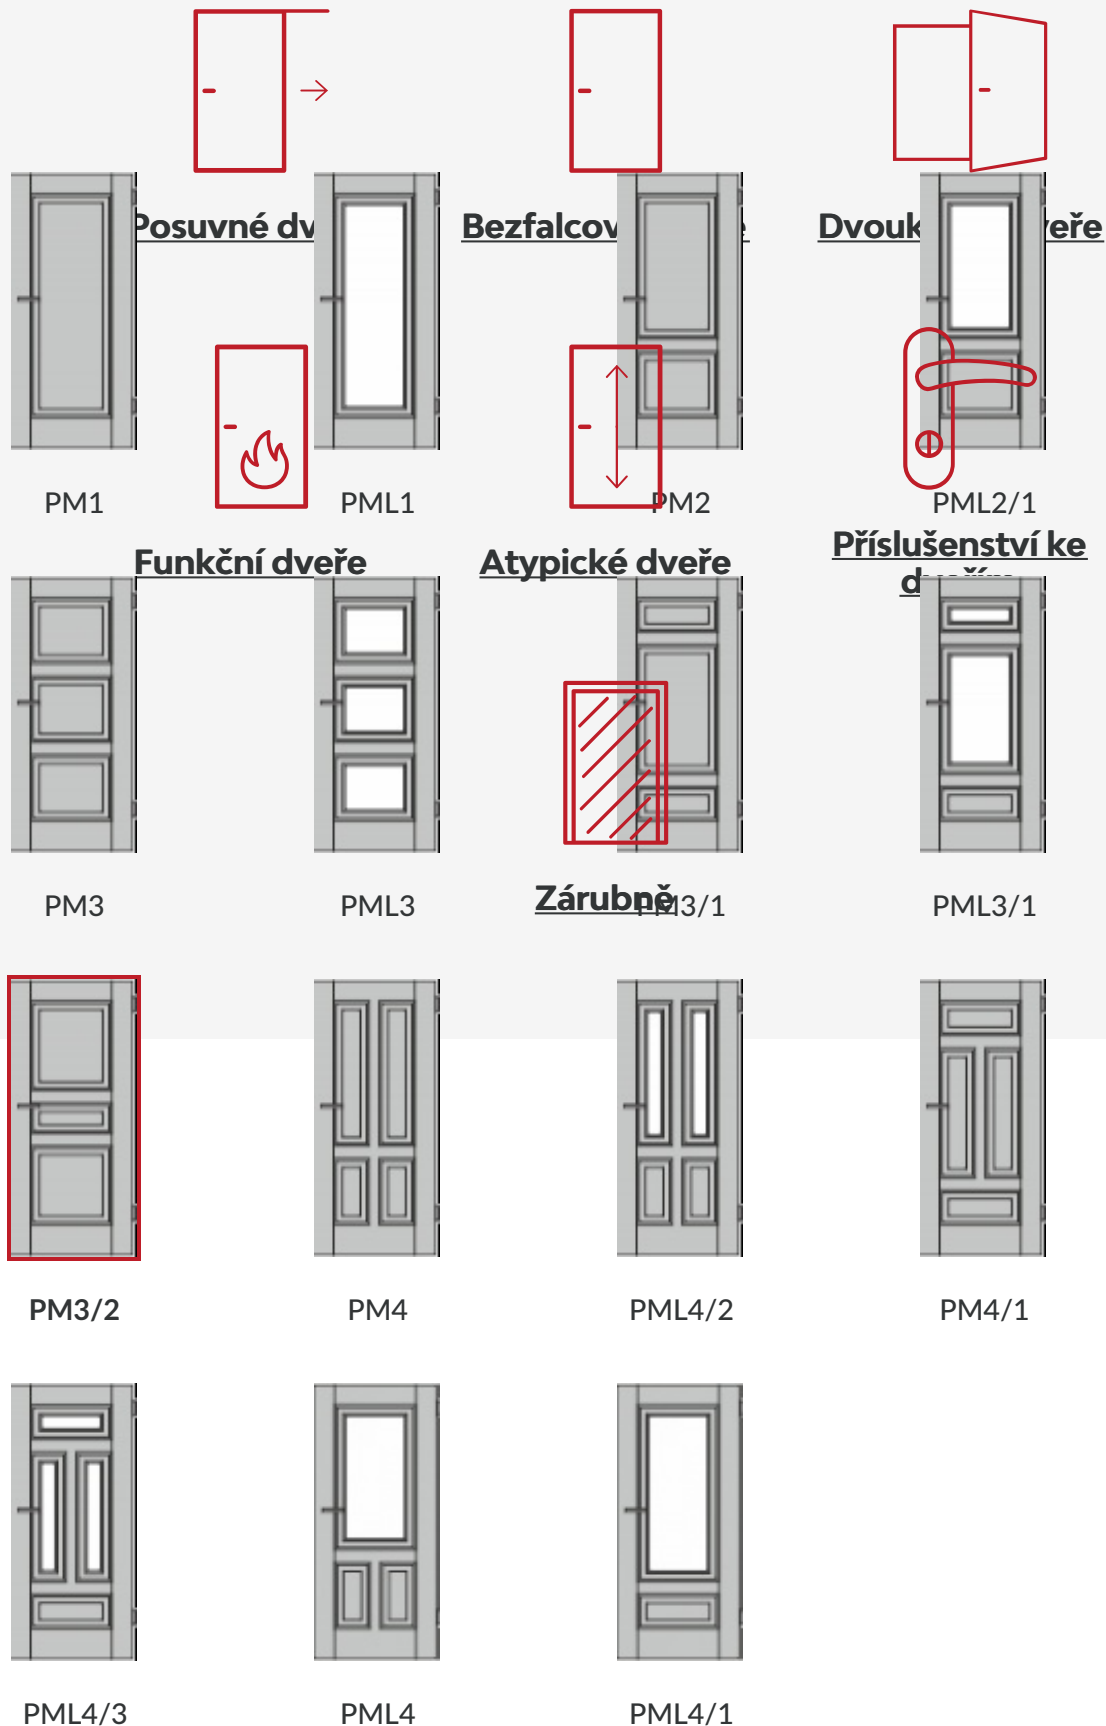 Posuvné dv
Bezfalcov
Dvouk
eře
PM1
PML1
PM2
PML2/1
Funkční dveře
Atypické dveře
Příslušenství ke
PM3
PML3
Zárubně
PM3/1
PML3/1
PM3/2
PM4
PML4/2
PM4/1
PML4/3
PML4
PML4/1